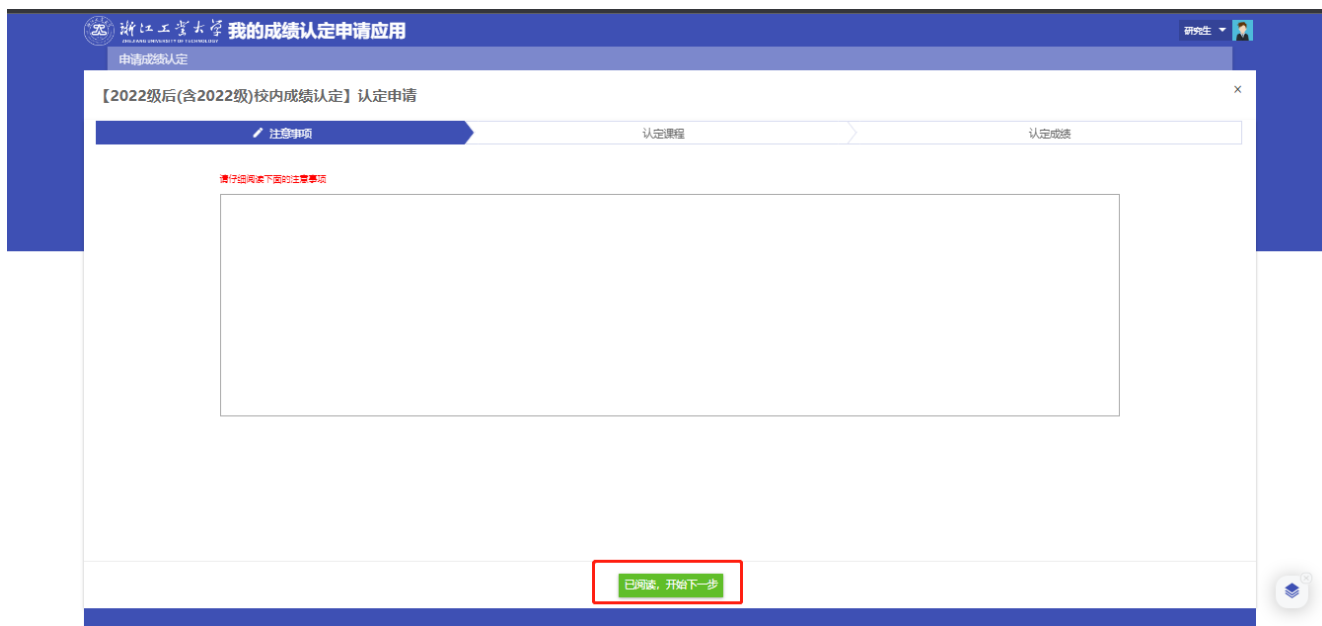 浙江工业大学 我的成绩认定申请应用
ZHEJIANG UNIVERSITY OF TECHNOLOGY
研究生
申请成绩认定
【2022级后(含2022级)校内成绩认定】认定申请
×
注意事项
认定课程
认定成绩
请仔细阅读下面的注意事项
已阅读，开始下一步